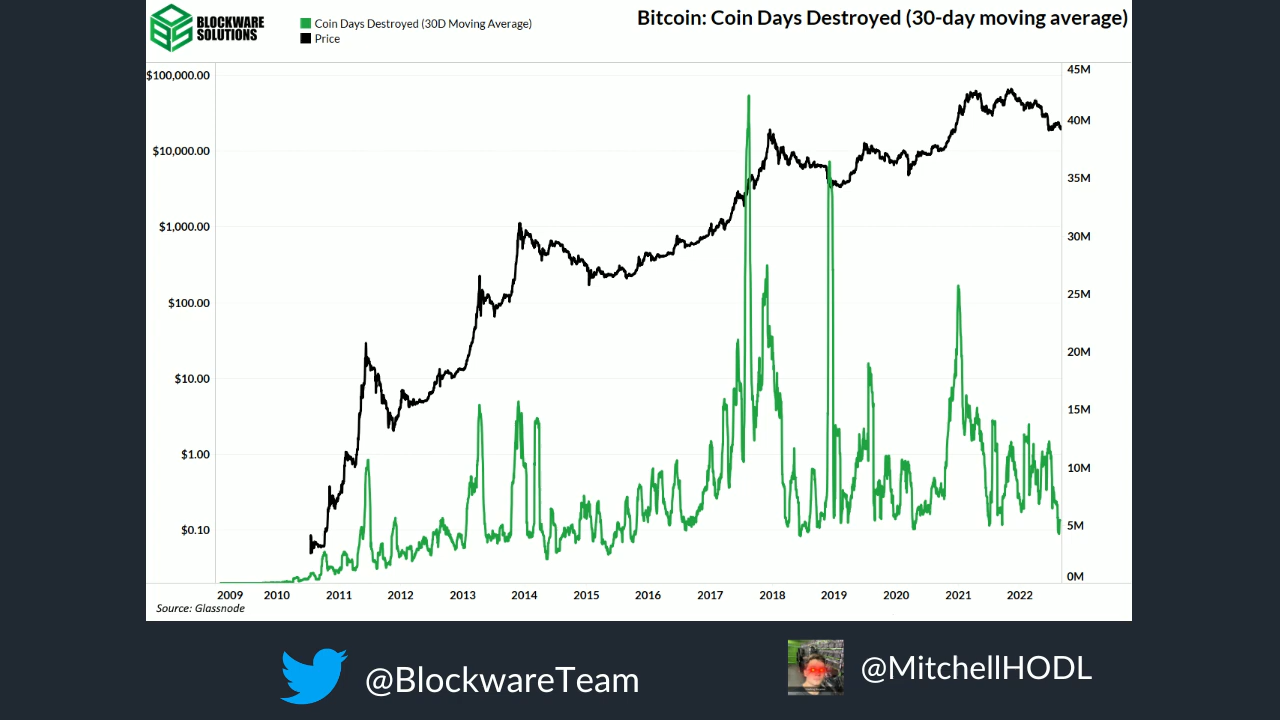 BLOCKWARE
SOLUTIONS
Coin Days Destroyed (30D Moving Average)
Price
Bitcoin: Coin Days Destroyed (30-day moving average)
$100,000.00
$10,000.00
$1,000.00
$100.00
$10.00
$1.00
$0.10
45M
40M
35M
30M
25M
20M
15M
10M
5M
0M
2009 2010 2011 2012 2013 2014 2015 2016 2017 2018 2019 2020 2021 2022
Source: Glassnode
@BlockwareTeam
@MitchellHODL